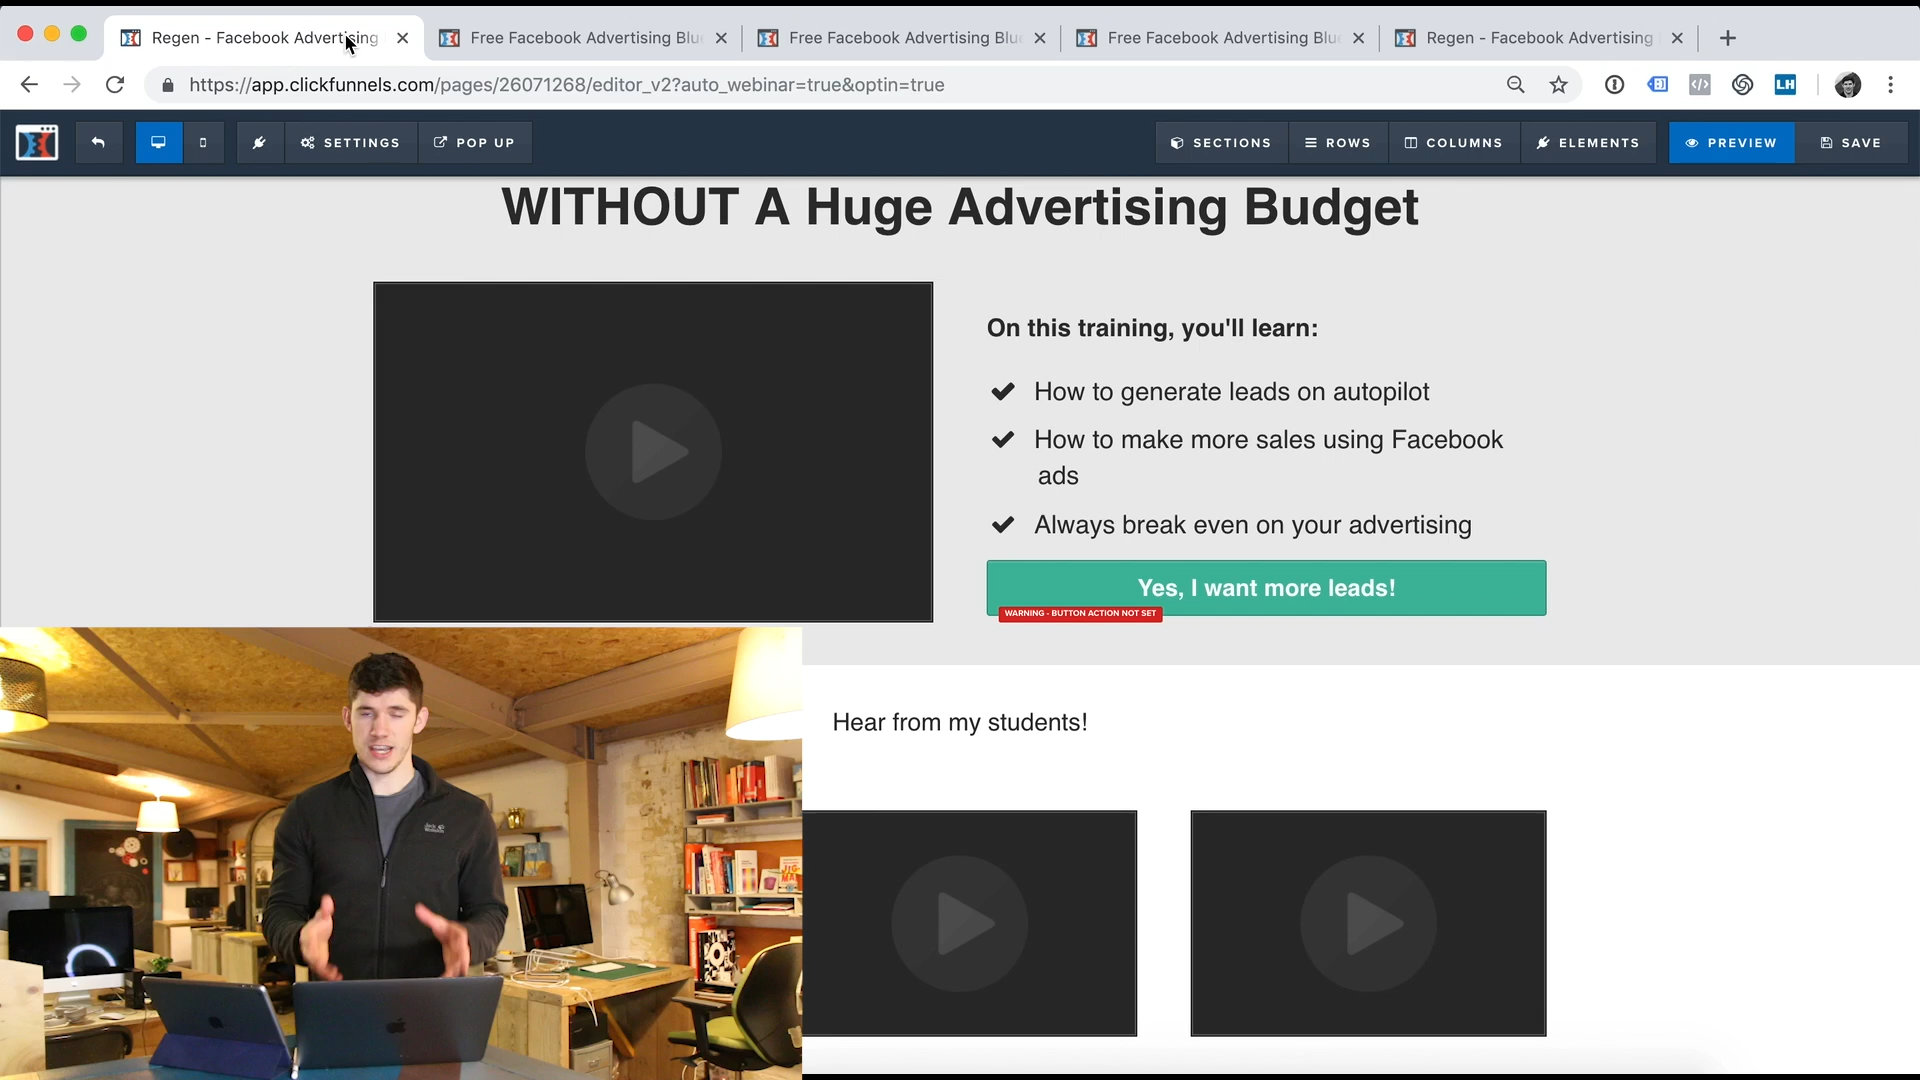 Regen - Facebook Advertising
Free Facebook Advertising Blu
Free Facebook Advertising Blu
Free Facebook Advertising Blu
Regen - Facebook Advertising
https://app.clickfunnels.com/pages/26071268/editor_v2?auto_webinar=true&optin=true
LH
SETTINGS
POP UP
SECTIONS
ROWS
COLUMNS
ELEMENTS
PREVIEW
SAVE
WITHOUT A Huge Advertising Budget
On this training, you'll learn:
How to generate leads on autopilot
How to make more sales using Facebook
ads
Always break even on your advertising
Yes, I want more leads!
WARNING - BUTTON ACTION NOT SET
Hear from my students!